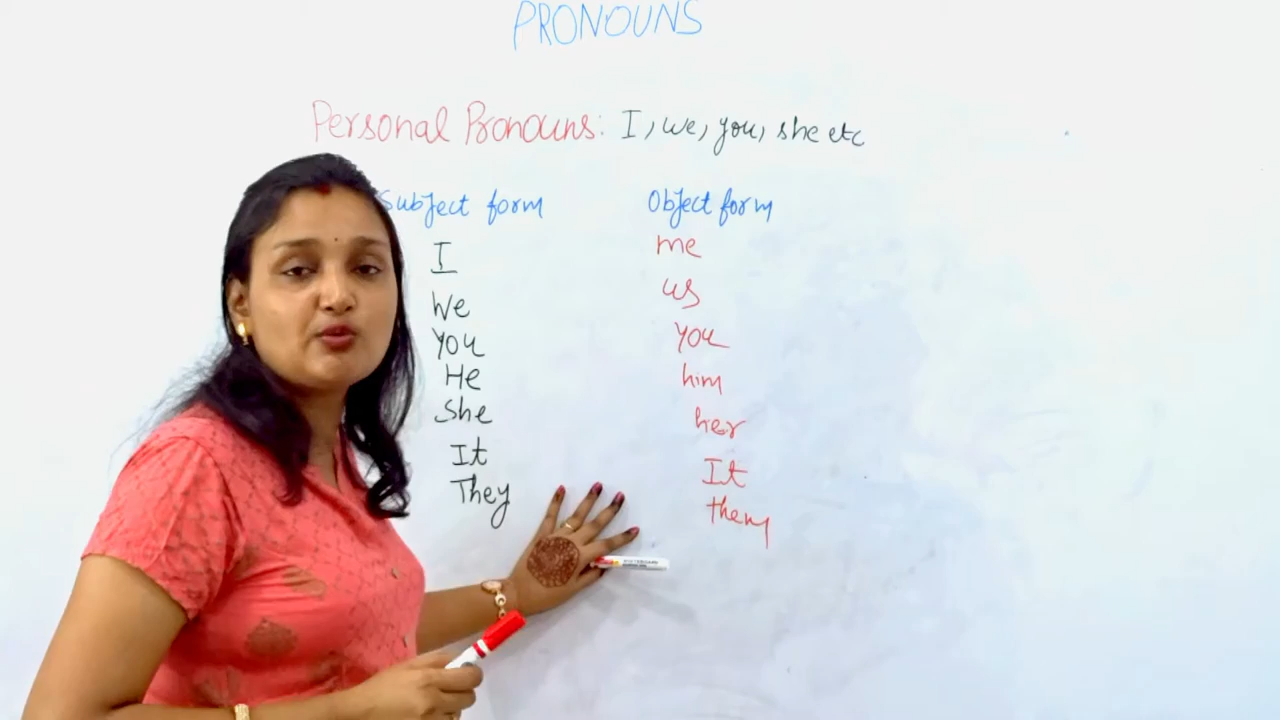 PRONOUNS
Personal Pronouns: I, we, you, she etc
Subject form Object form
I me
We us
You you
He him
She her
It It
They them